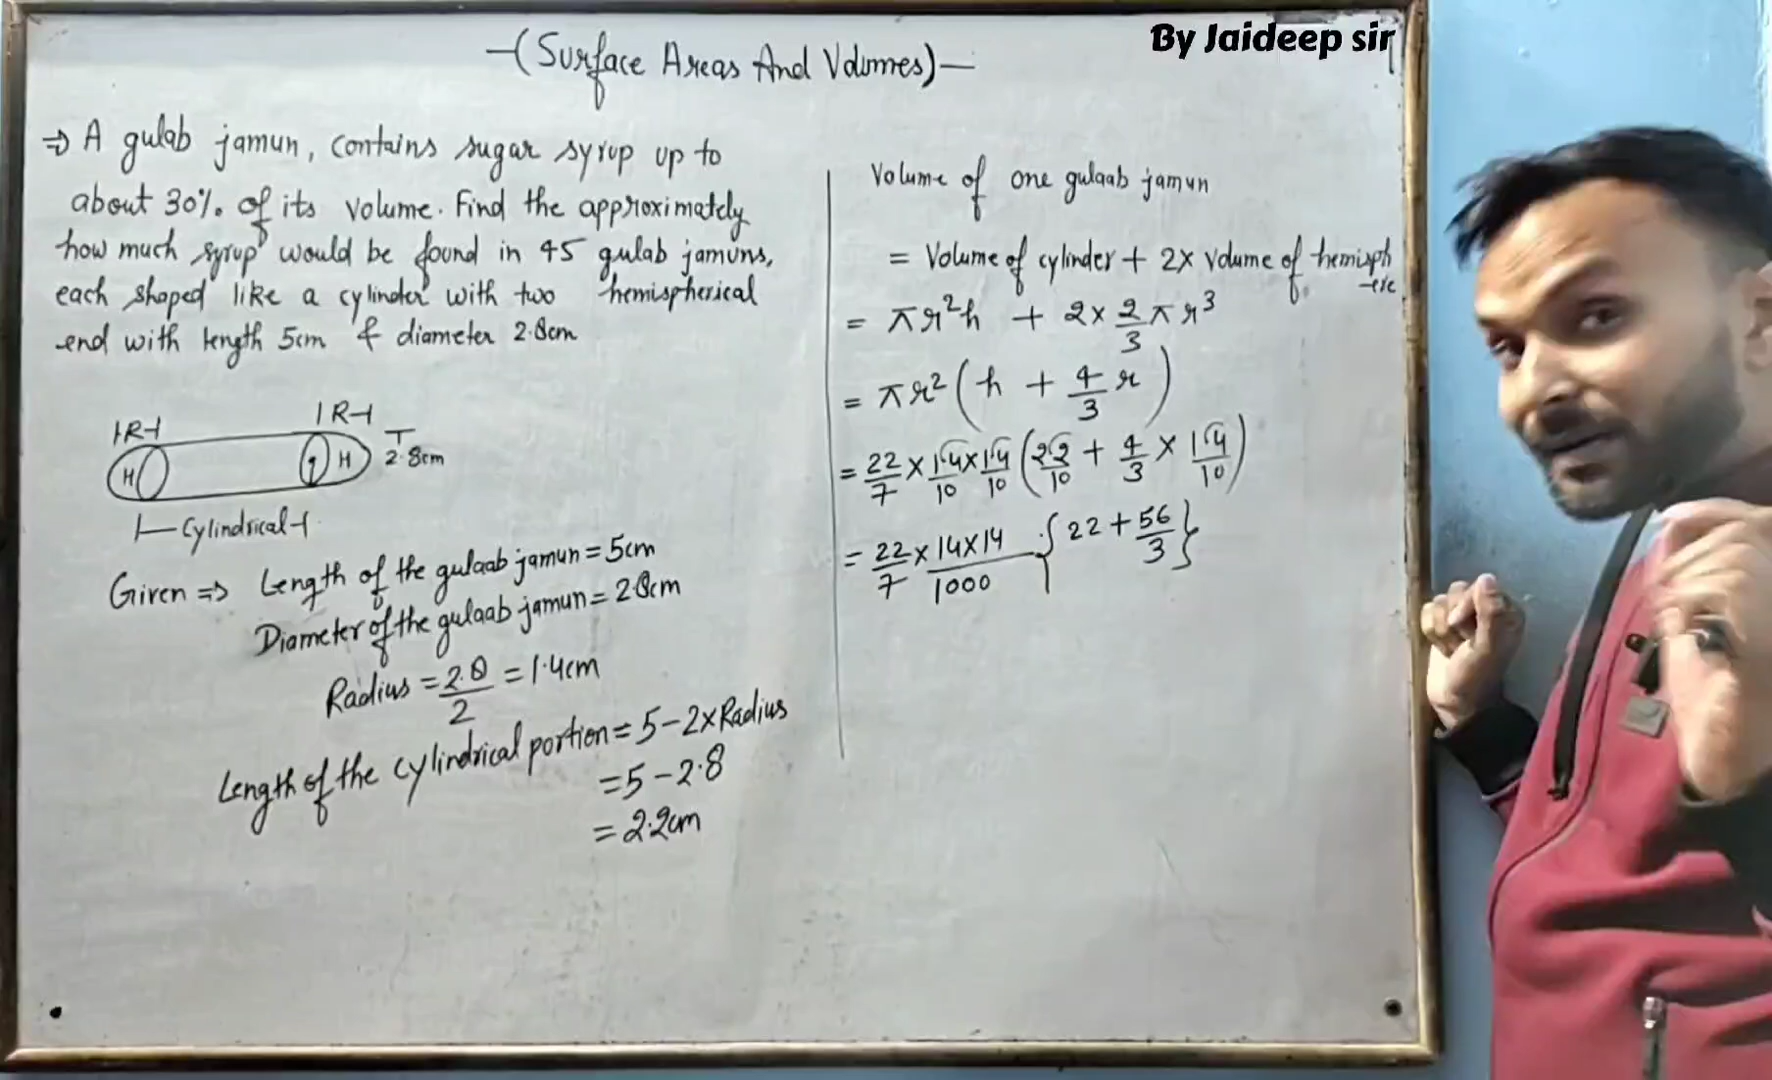 By Jaideep sir
(Surface Areas And Volumes)
⇒ A gulab jamun, contains sugar syrup up to
about 30%. of its volume. Find the approximately
how much syrup would be found in 45 gulab jamuns,
each shaped like a cylinder with two hemispherical
end with length 5cm & diameter 2.8cm
R R
H H 2.8cm
Cylindrical
Given ⇒ Length of the gulaab jamun = 5cm
Diameter of the gulaab jamun = 2.8cm
Radius = 2.8/2 = 1.4cm
Length of the cylindrical portion = 5 - 2×Radius
= 5 - 2.8
= 2.2cm
Volume of one gulaab jamun
= Volume of cylinder + 2× volume of hemisph
-ere
= πr²h + 2× 2/3 πr³
= πr² (h + 4/3 r)
= 22/7 × 14/10 × 14/10 (22/10 + 4/3 × 14/10)
= 22/7 × 14×14/1000 {22 + 56/3}